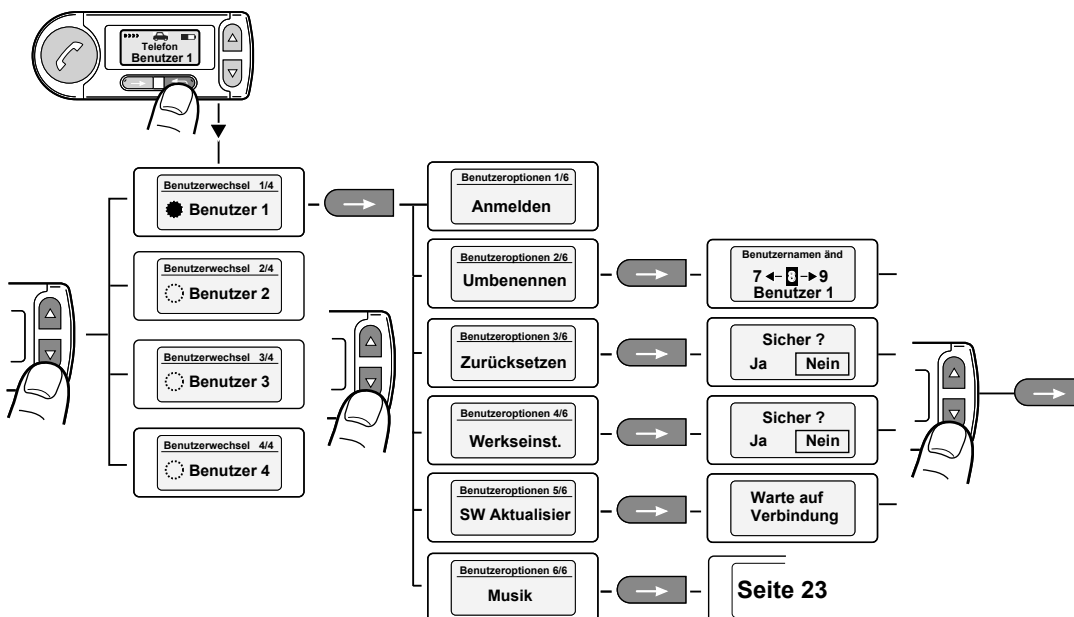 Telefon
Benutzer 1
Benutzerwechsel 1/4
Benutzer 1
Benutzerwechsel 2/4
Benutzer 2
Benutzerwechsel 3/4
Benutzer 3
Benutzerwechsel 4/4
Benutzer 4
Benutzeroptionen 1/6
Anmelden
Benutzeroptionen 2/6
Umbenennen
Benutzeroptionen 3/6
Zurücksetzen
Benutzeroptionen 4/6
Werkseinst.
Benutzeroptionen 5/6
SW Aktualisier
Benutzeroptionen 6/6
Musik
Benutzernamen änd
7 8 9
Benutzer 1
Sicher ?
Ja Nein
Sicher ?
Ja Nein
Warte auf
Verbindung
Seite 23